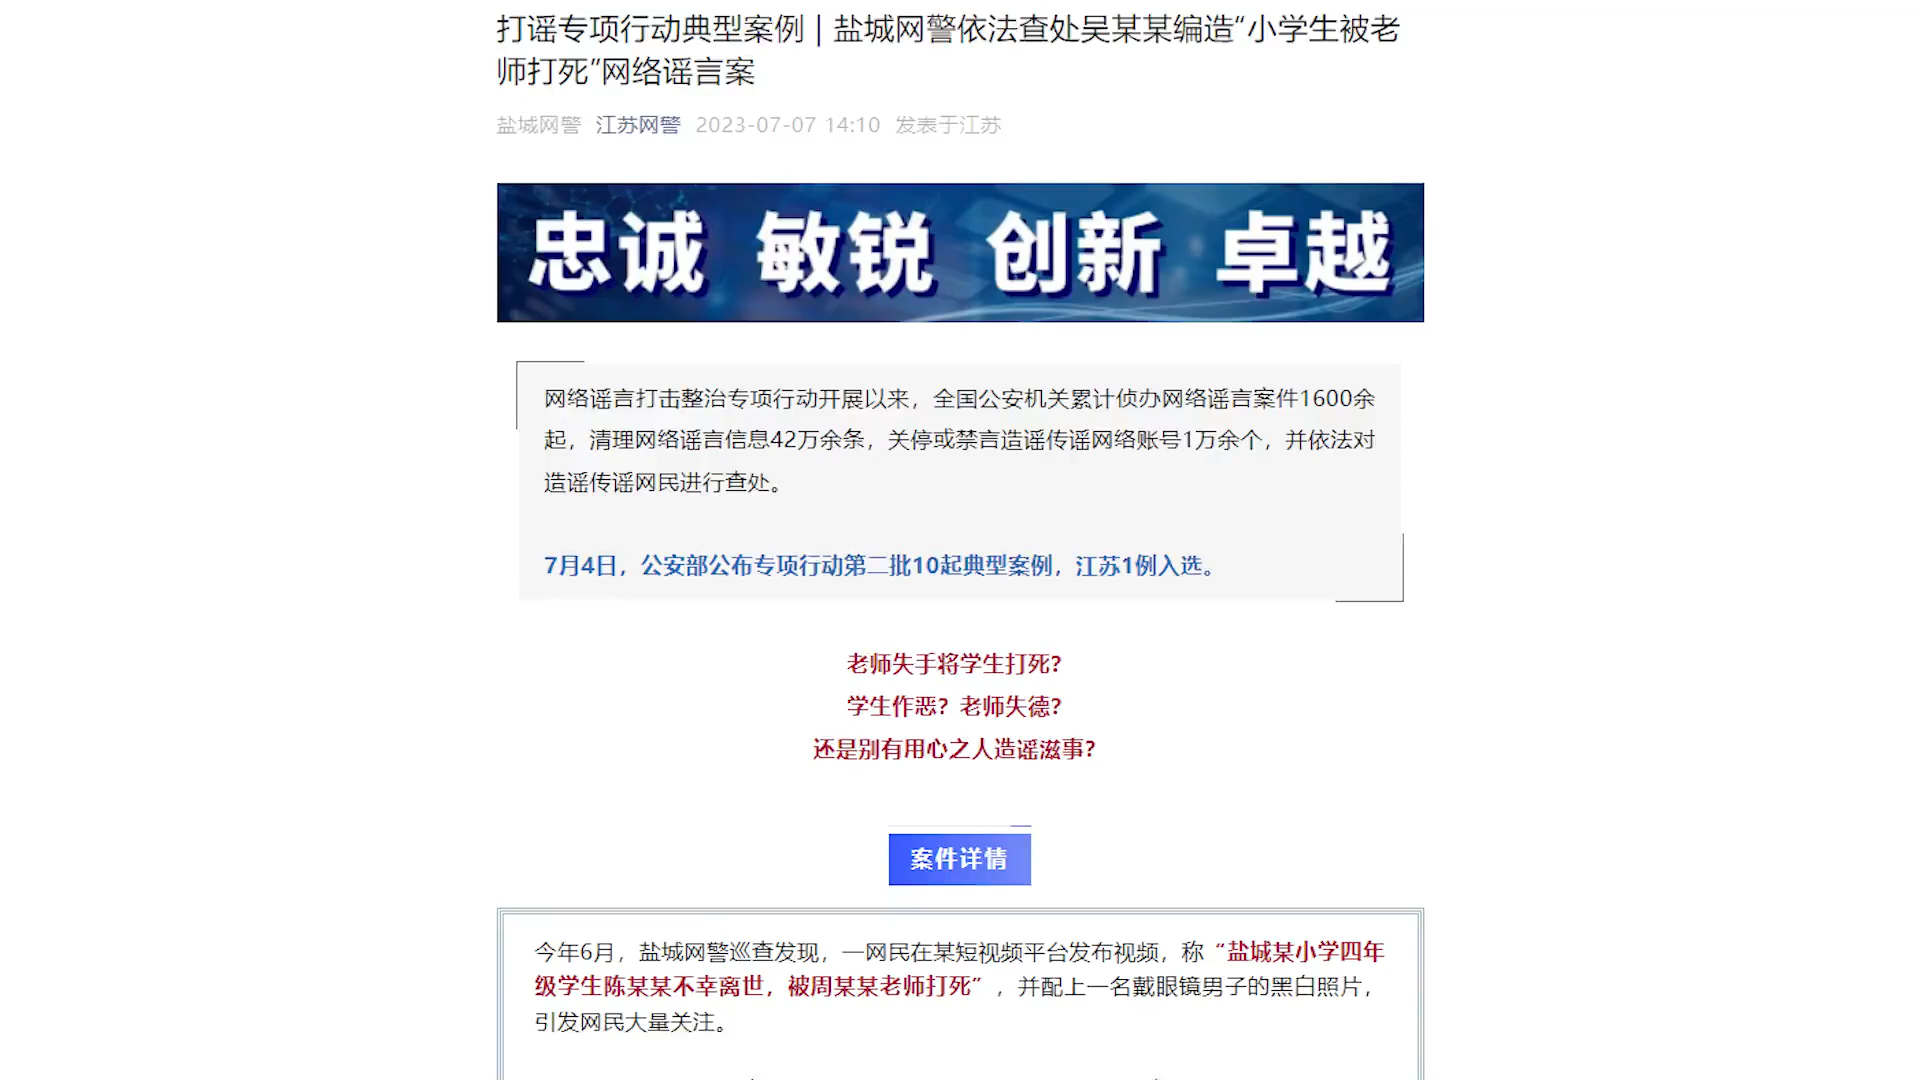 打谣专项行动典型案例 | 盐城网警依法查处吴某某编造“小学生被老
师打死”网络谣言案
盐城网警 江苏网警 2023-07-07 14:10 发表于江苏
忠诚 敏锐 创新 卓越
网络谣言打击整治专项行动开展以来，全国公安机关累计侦办网络谣言案件1600余
起，清理网络谣言信息42万余条，关停或禁言造谣传谣网络账号1万余个，并依法对
造谣传谣网民进行查处。
7月4日，公安部公布专项行动第二批10起典型案例，江苏1例入选。
老师失手将学生打死?
学生作恶? 老师失德?
还是别有用心之人造谣滋事?
案件详情
今年6月，盐城网警巡查发现，一网民在某短视频平台发布视频，称“盐城某小学四年
级学生陈某某不幸离世，被周某某老师打死”，并配上一名戴眼镜男子的黑白照片，
引发网民大量关注。